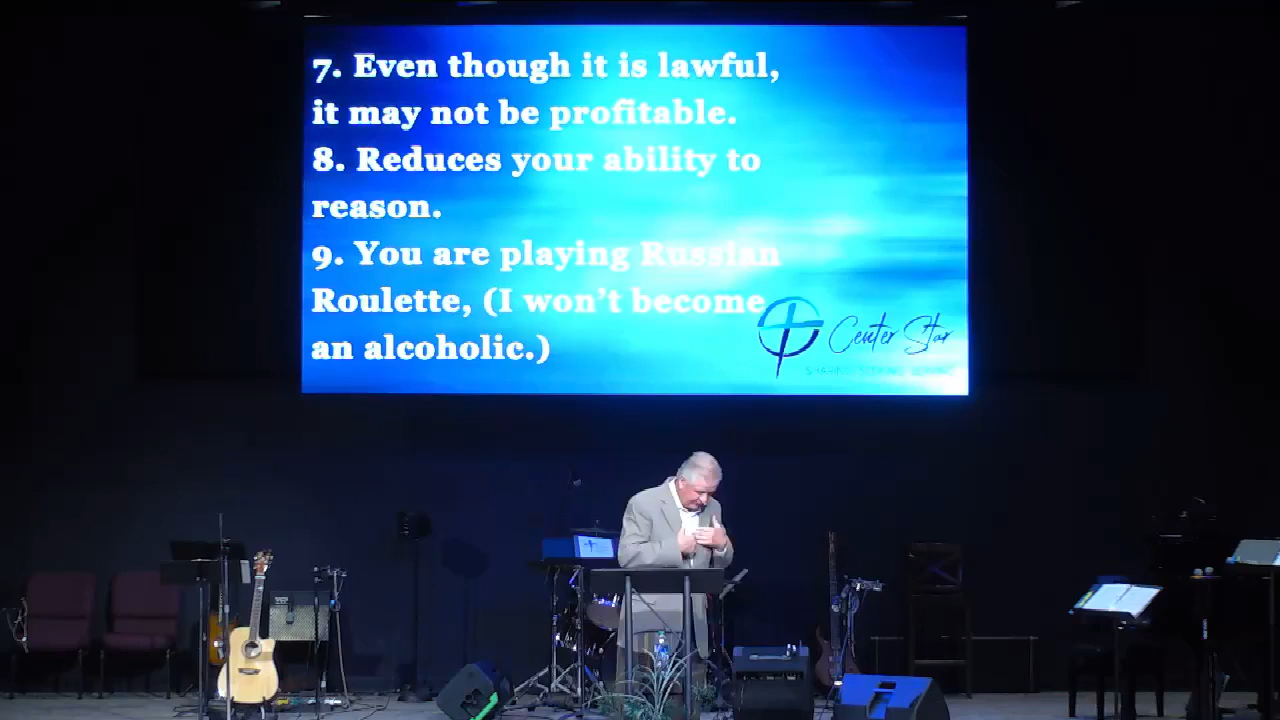 7. Even though it is lawful,
it may not be profitable.
8. Reduces your ability to
reason.
9. You are playing Russian
Roulette, (I won’t become
an alcoholic.)
Center Star